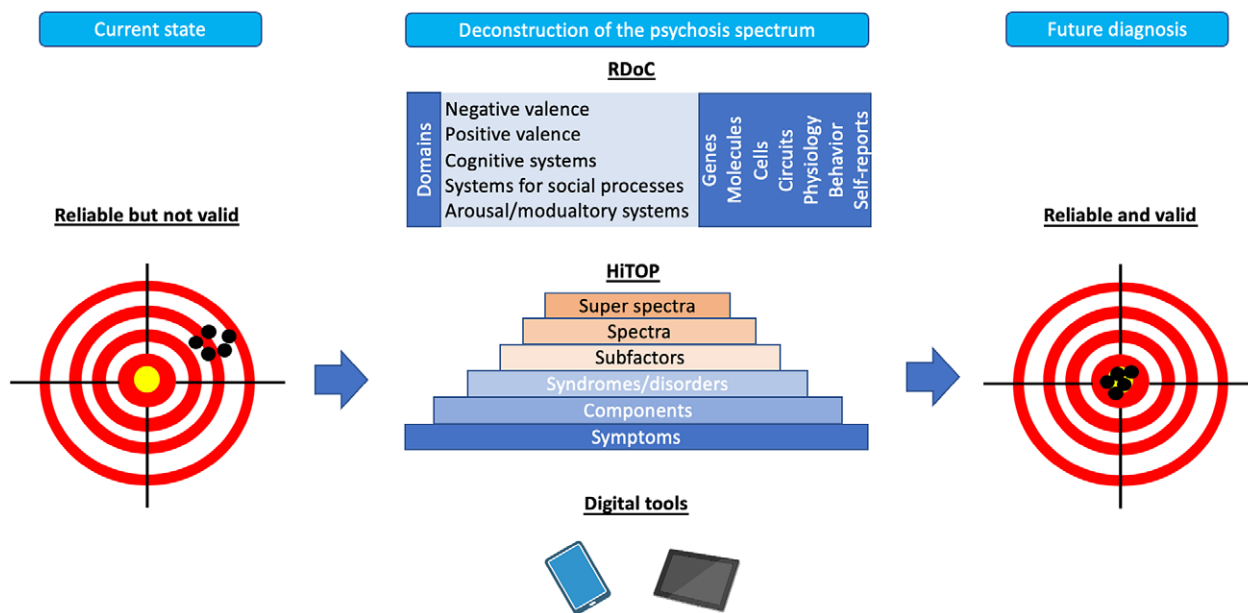 Current state
Deconstruction of the psychosis spectrum
Future diagnosis
RDoC
Domains
Negative valence
Positive valence
Cognitive systems
Systems for social processes
Arousal/modualtory systems
Genes
Molecules
Cells
Circuits
Physiology
Behavior
Self-reports
Reliable but not valid
Reliable and valid
HiTOP
Super spectra
Spectra
Subfactors
Syndromes/disorders
Components
Symptoms
Digital tools